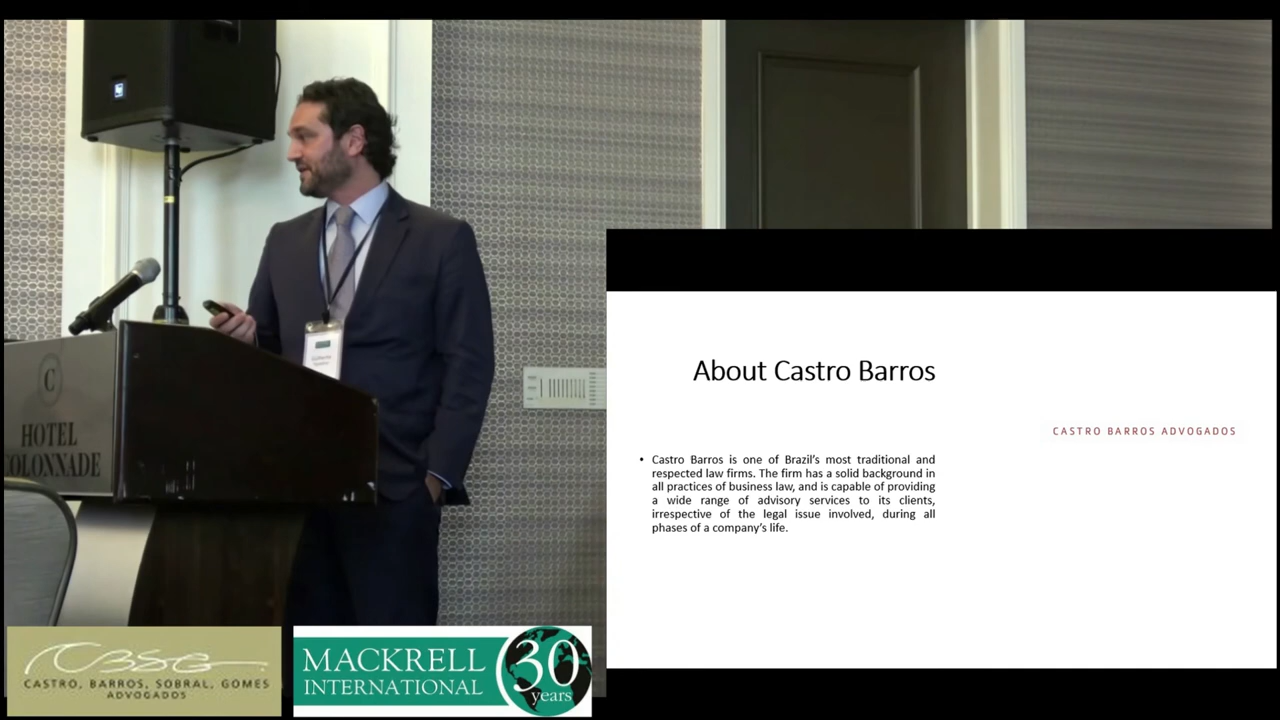 C
HOTEL
COLONNADE
About Castro Barros
CASTRO BARROS ADVOGADOS
• Castro Barros is one of Brazil's most traditional and
respected law firms. The firm has a solid background in
all practices of business law, and is capable of providing
a wide range of advisory services to its clients,
irrespective of the legal issue involved, during all
phases of a company's life.
CBSG
CASTRO, BARROS, SOBRAL, GOMES
ADVOGADOS
MACKRELL
INTERNATIONAL
30
years